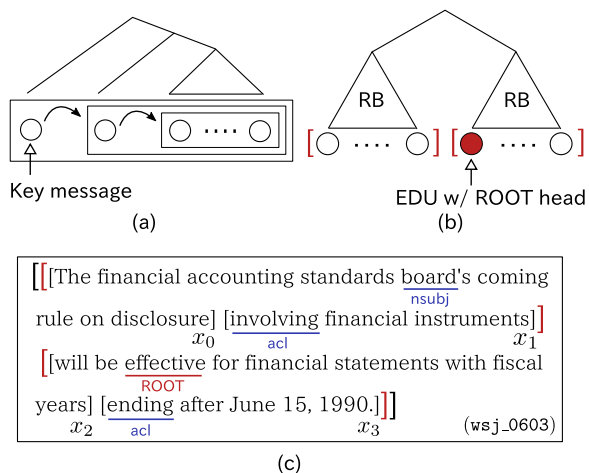 Key message
(a)
RB RB
[ .... ] [ .... ]
EDU w/ ROOT head
(b)
[[[The financial accounting standards board's coming
nsubj
rule on disclosure] [involving financial instruments]]
x0 acl x1
[[will be effective for financial statements with fiscal
ROOT
years] [ending after June 15, 1990.]]]
x2 acl x3 (wsj_0603)
(c)